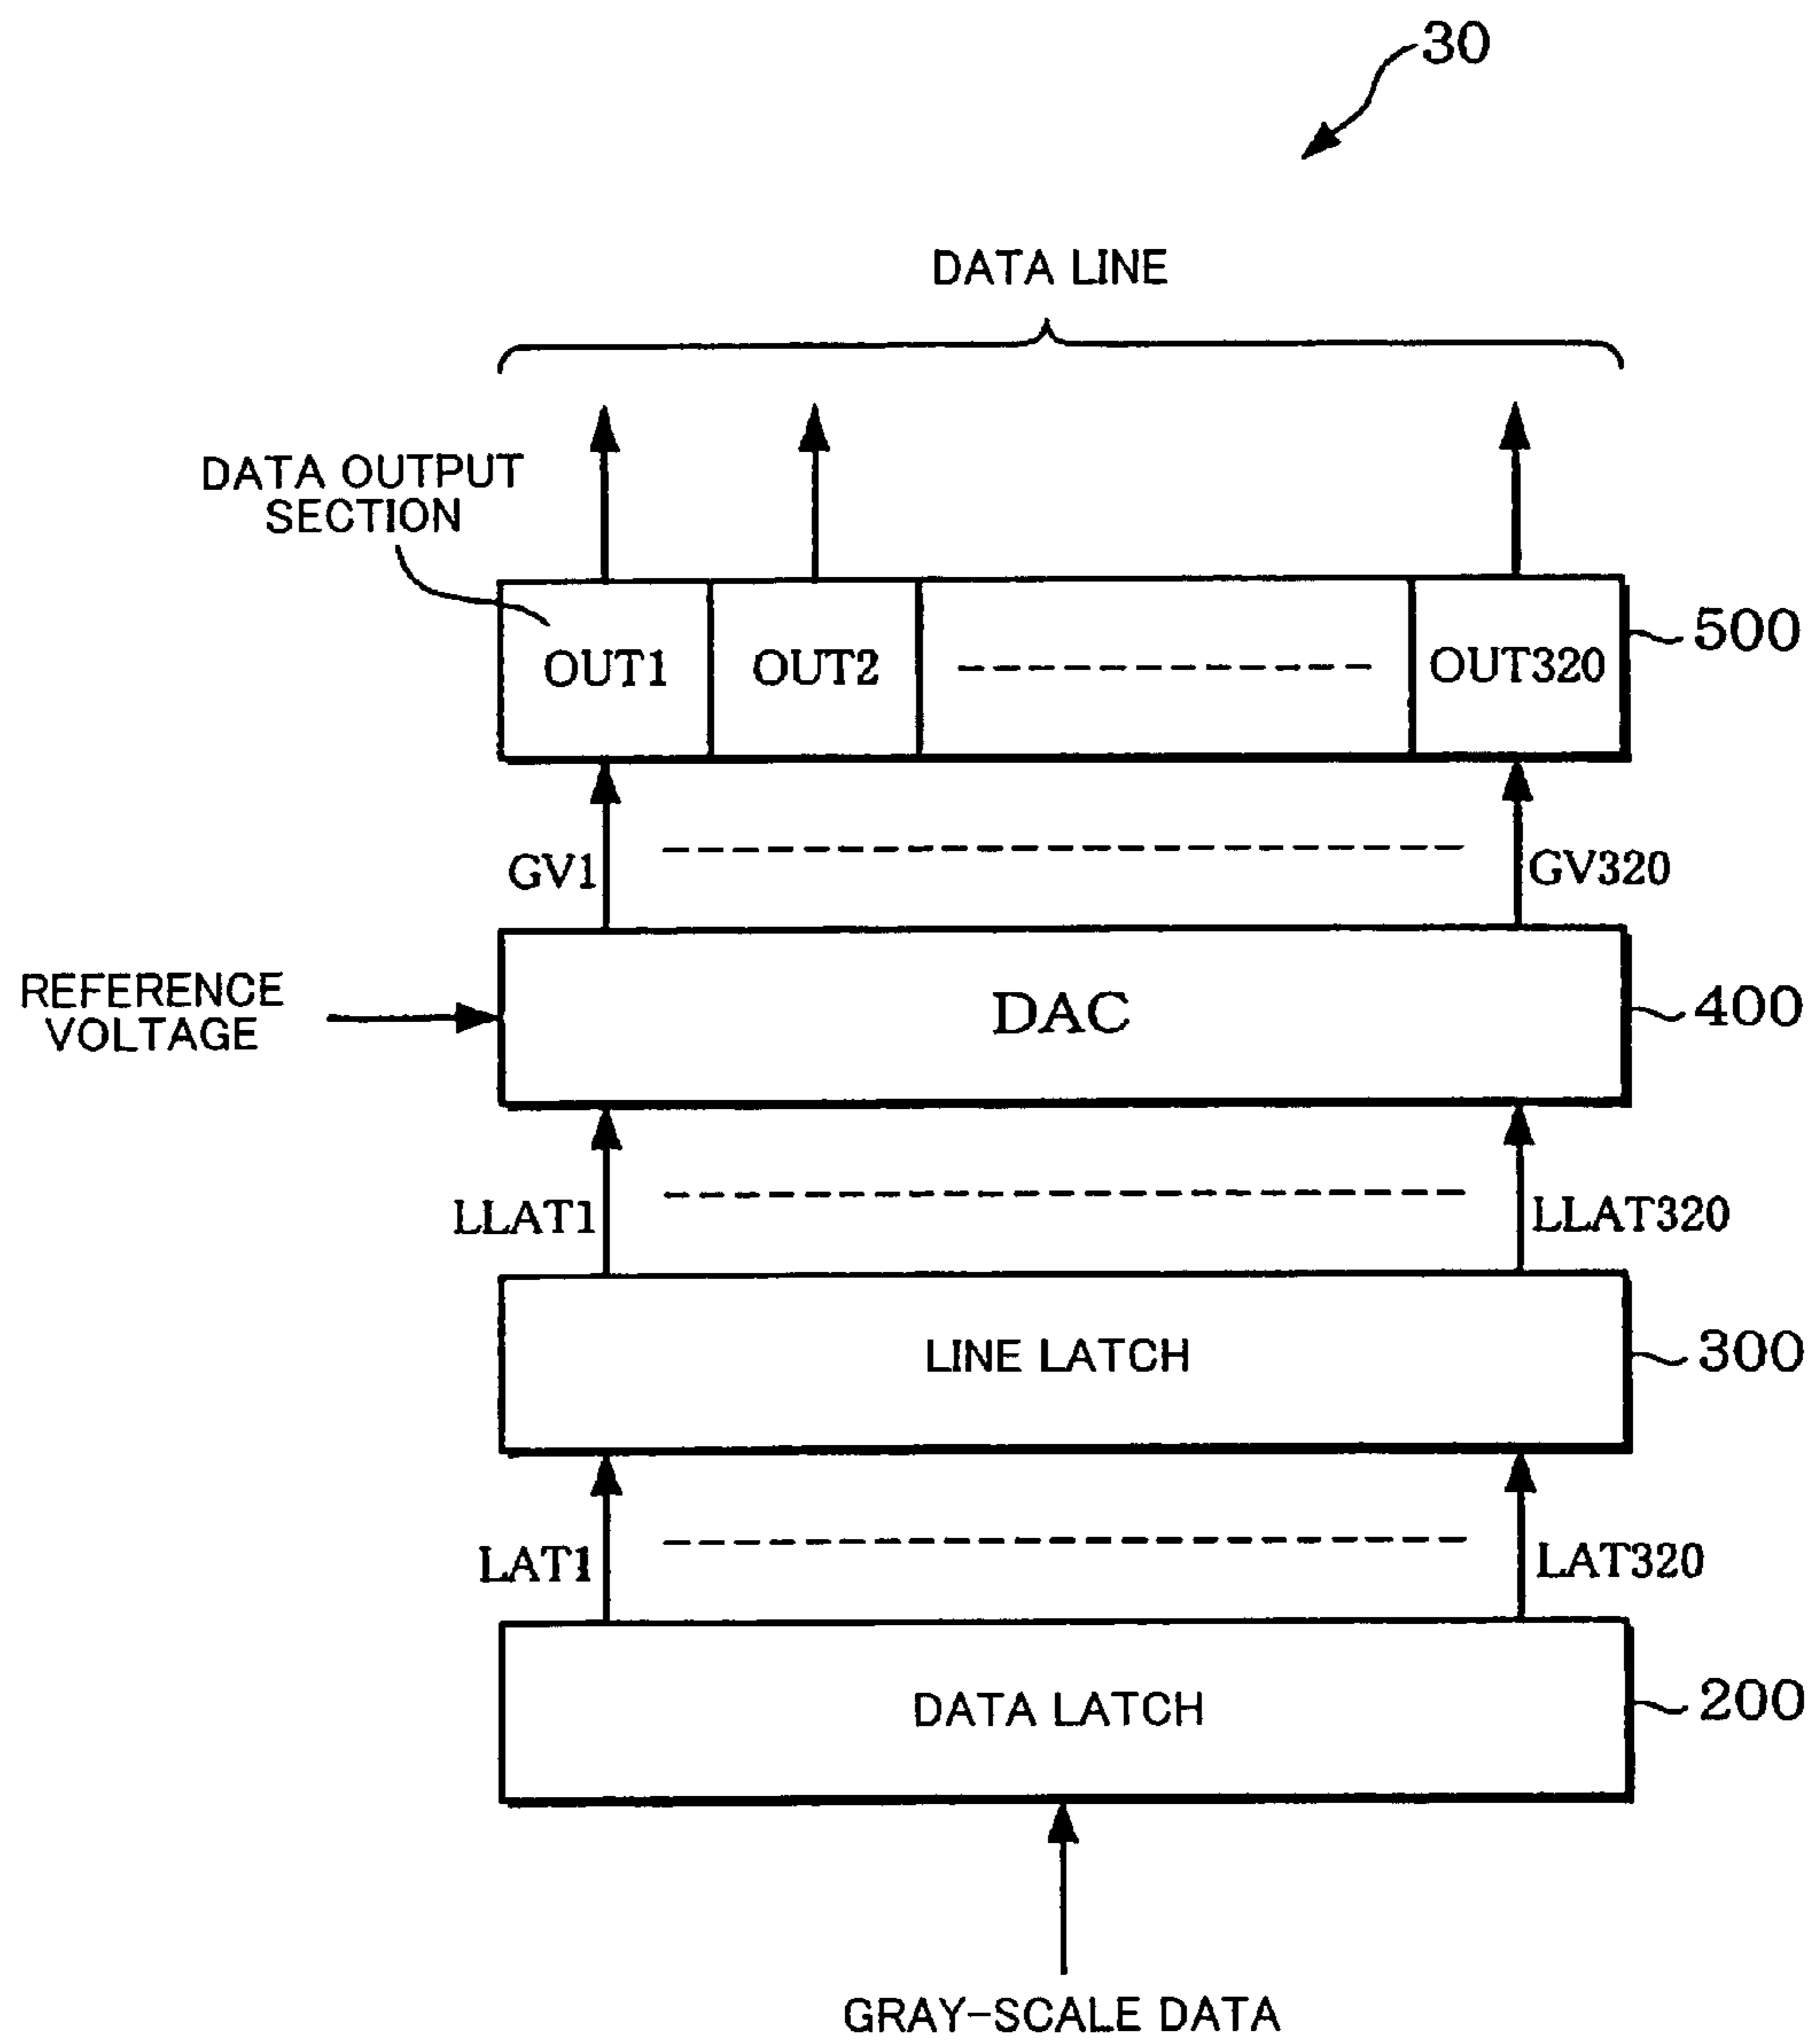 30
DATA LINE
DATA OUTPUT
SECTION
OUT1 OUT2 OUT320 500
GV1 GV320
REFERENCE
VOLTAGE
DAC 400
LLAT1 LLAT320
LINE LATCH 300
LAT1 LAT320
DATA LATCH 200
GRAY-SCALE DATA